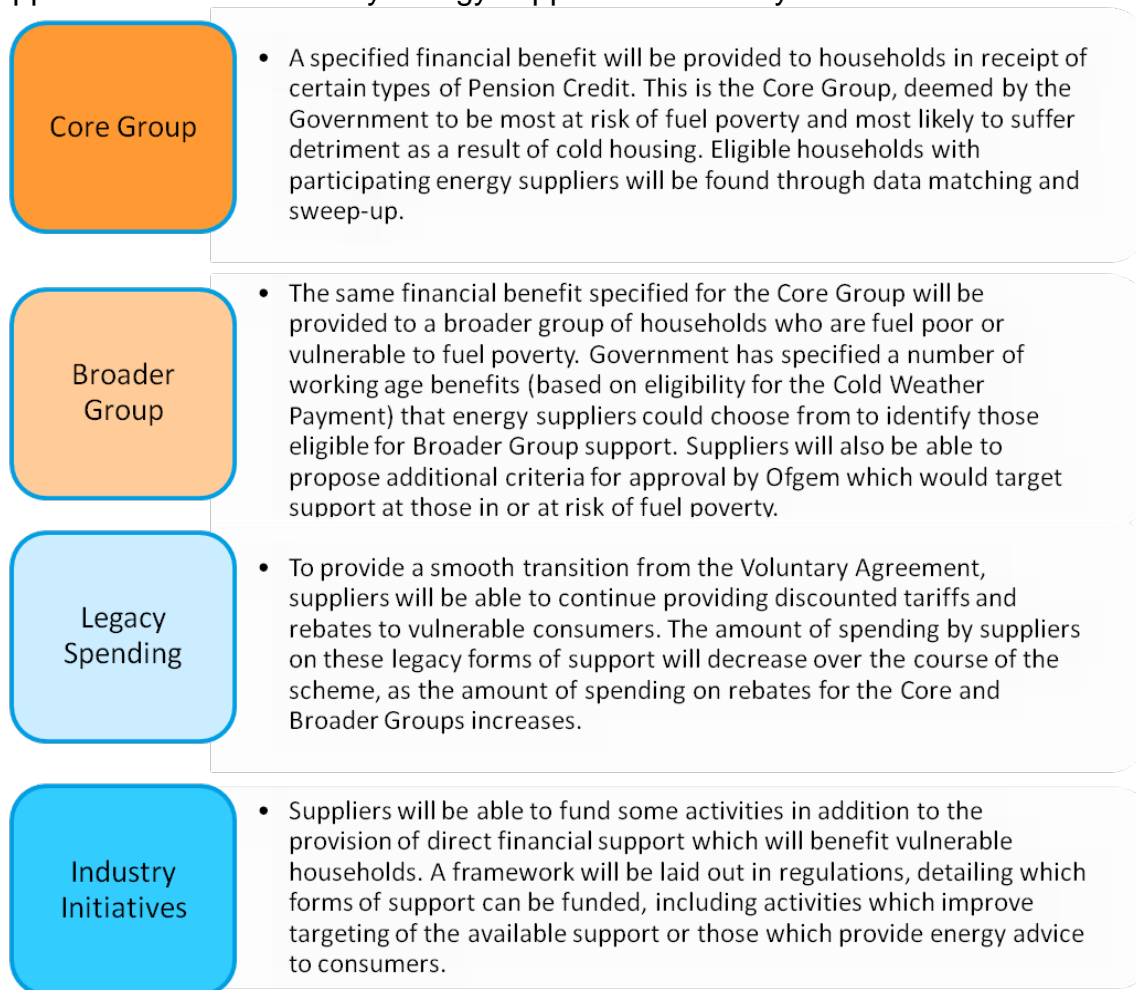 Core Group
• A specified financial benefit will be provided to households in receipt of
certain types of Pension Credit. This is the Core Group, deemed by the
Government to be most at risk of fuel poverty and most likely to suffer
detriment as a result of cold housing. Eligible households with
participating energy suppliers will be found through data matching and
sweep-up.
Broader
Group
• The same financial benefit specified for the Core Group will be
provided to a broader group of households who are fuel poor or
vulnerable to fuel poverty. Government has specified a number of
working age benefits (based on eligibility for the Cold Weather
Payment) that energy suppliers could choose from to identify those
eligible for Broader Group support. Suppliers will also be able to
propose additional criteria for approval by Ofgem which would target
support at those in or at risk of fuel poverty.
Legacy
Spending
• To provide a smooth transition from the Voluntary Agreement,
suppliers will be able to continue providing discounted tariffs and
rebates to vulnerable consumers. The amount of spending by suppliers
on these legacy forms of support will decrease over the course of the
scheme, as the amount of spending on rebates for the Core and
Broader Groups increases.
Industry
Initiatives
• Suppliers will be able to fund some activities in addition to the
provision of direct financial support which will benefit vulnerable
households. A framework will be laid out in regulations, detailing which
forms of support can be funded, including activities which improve
targeting of the available support or those which provide energy advice
to consumers.